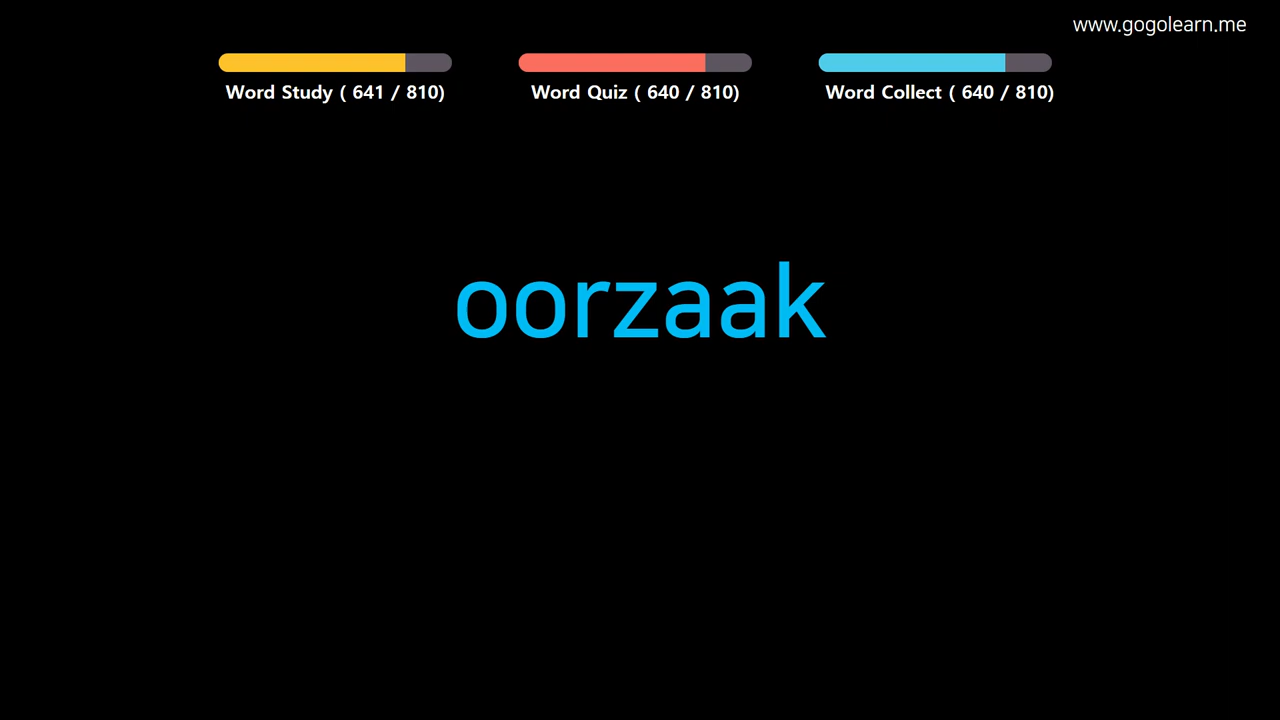 www.gogolearn.me
Word Study ( 641 / 810)
Word Quiz ( 640 / 810)
Word Collect ( 640 / 810)
oorzaak